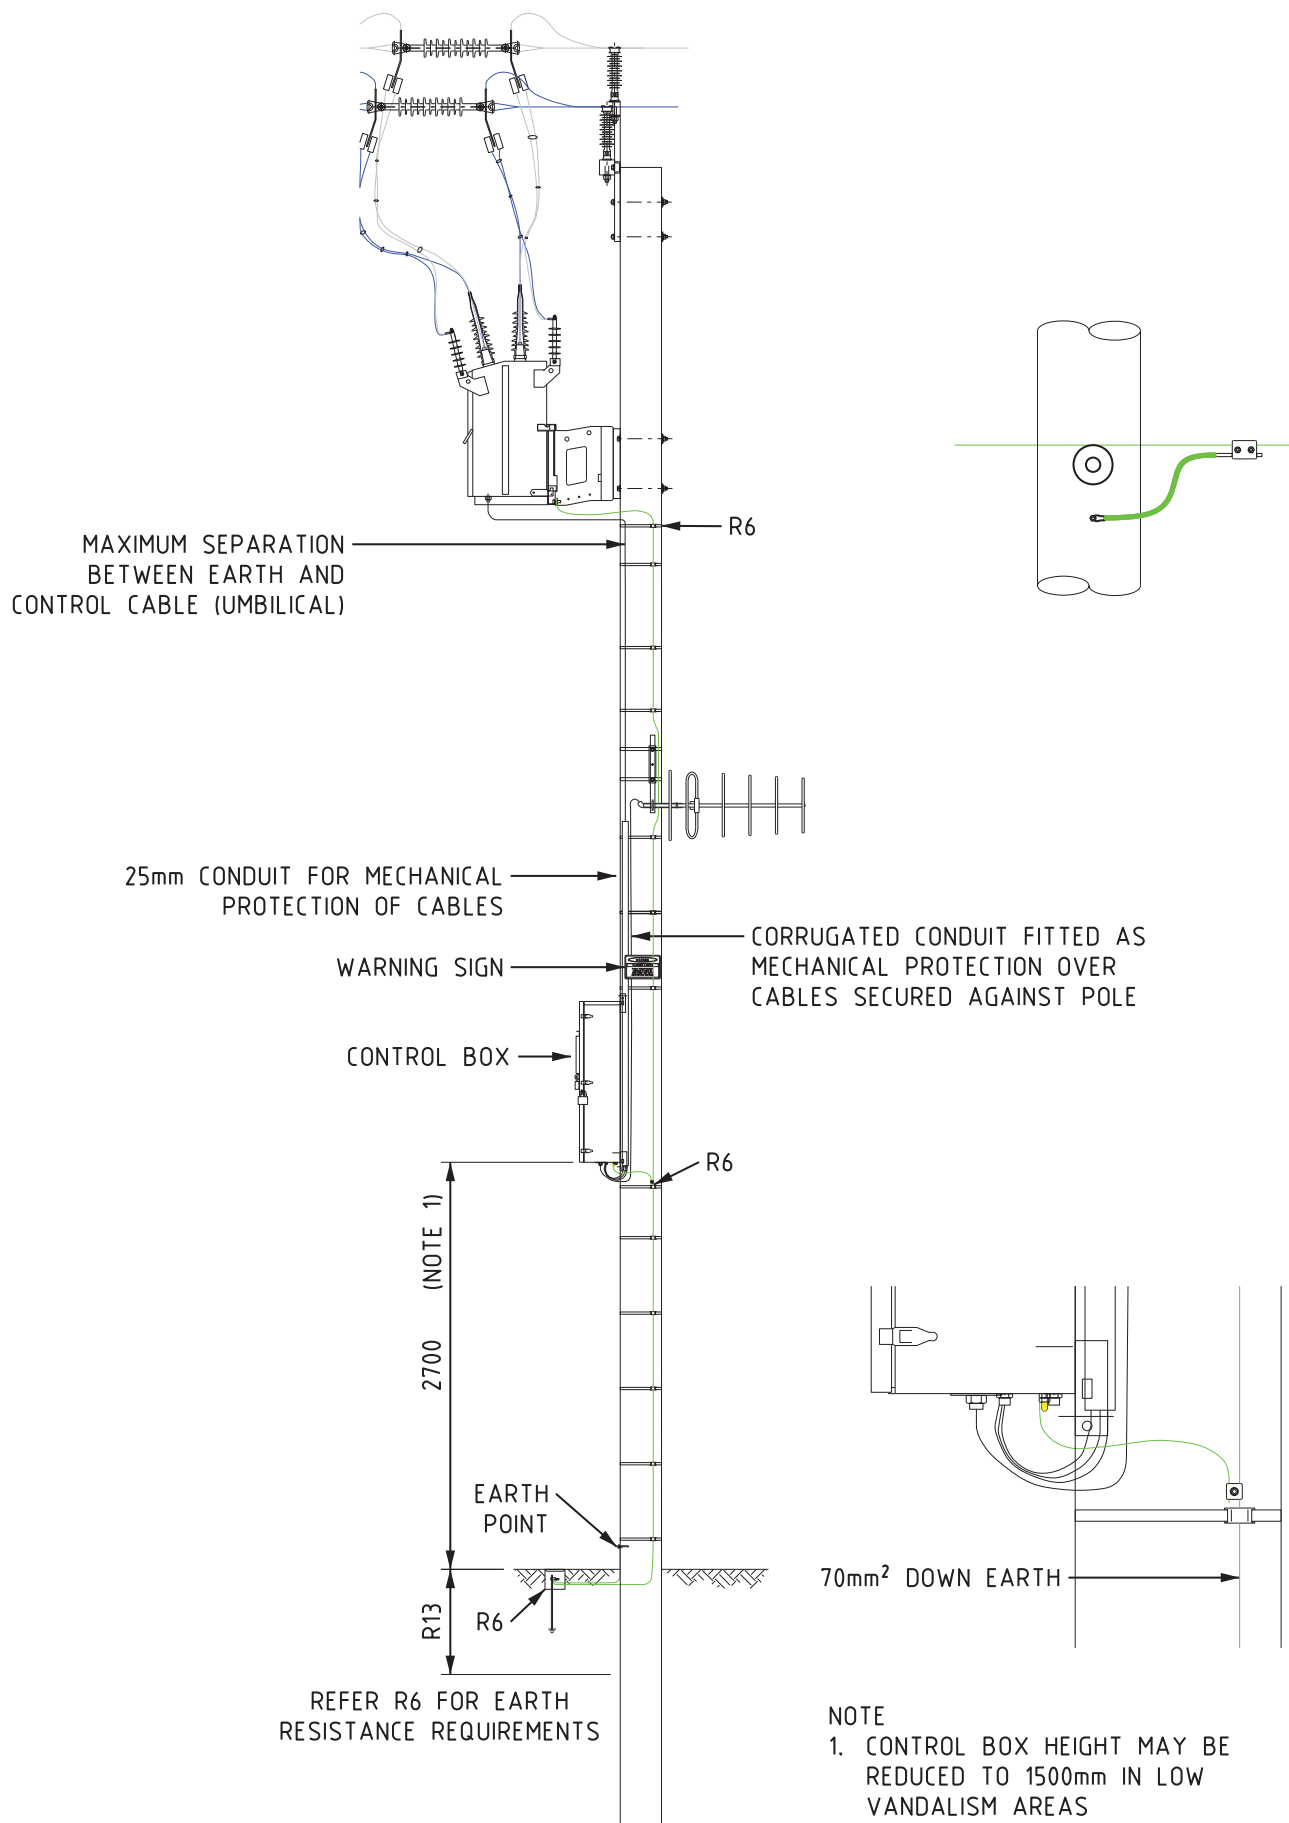 R6
MAXIMUM SEPARATION
BETWEEN EARTH AND
CONTROL CABLE (UMBILICAL)
25mm CONDUIT FOR MECHANICAL
PROTECTION OF CABLES
CORRUGATED CONDUIT FITTED AS
MECHANICAL PROTECTION OVER
CABLES SECURED AGAINST POLE
WARNING SIGN
CONTROL BOX
R6
2700 (NOTE 1)
EARTH
POINT
70mm² DOWN EARTH
R13
R6
REFER R6 FOR EARTH
RESISTANCE REQUIREMENTS
NOTE
1. CONTROL BOX HEIGHT MAY BE
REDUCED TO 1500mm IN LOW
VANDALISM AREAS